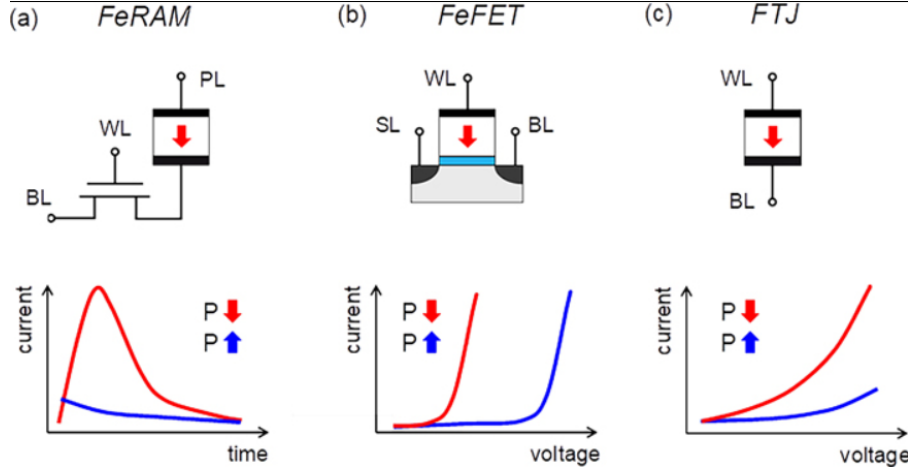 (a) FeRAM
PL
WL
BL
current
P
P
time
(b) FeFET
WL
SL
BL
current
P
P
voltage
(c) FTJ
WL
BL
current
P
P
voltage